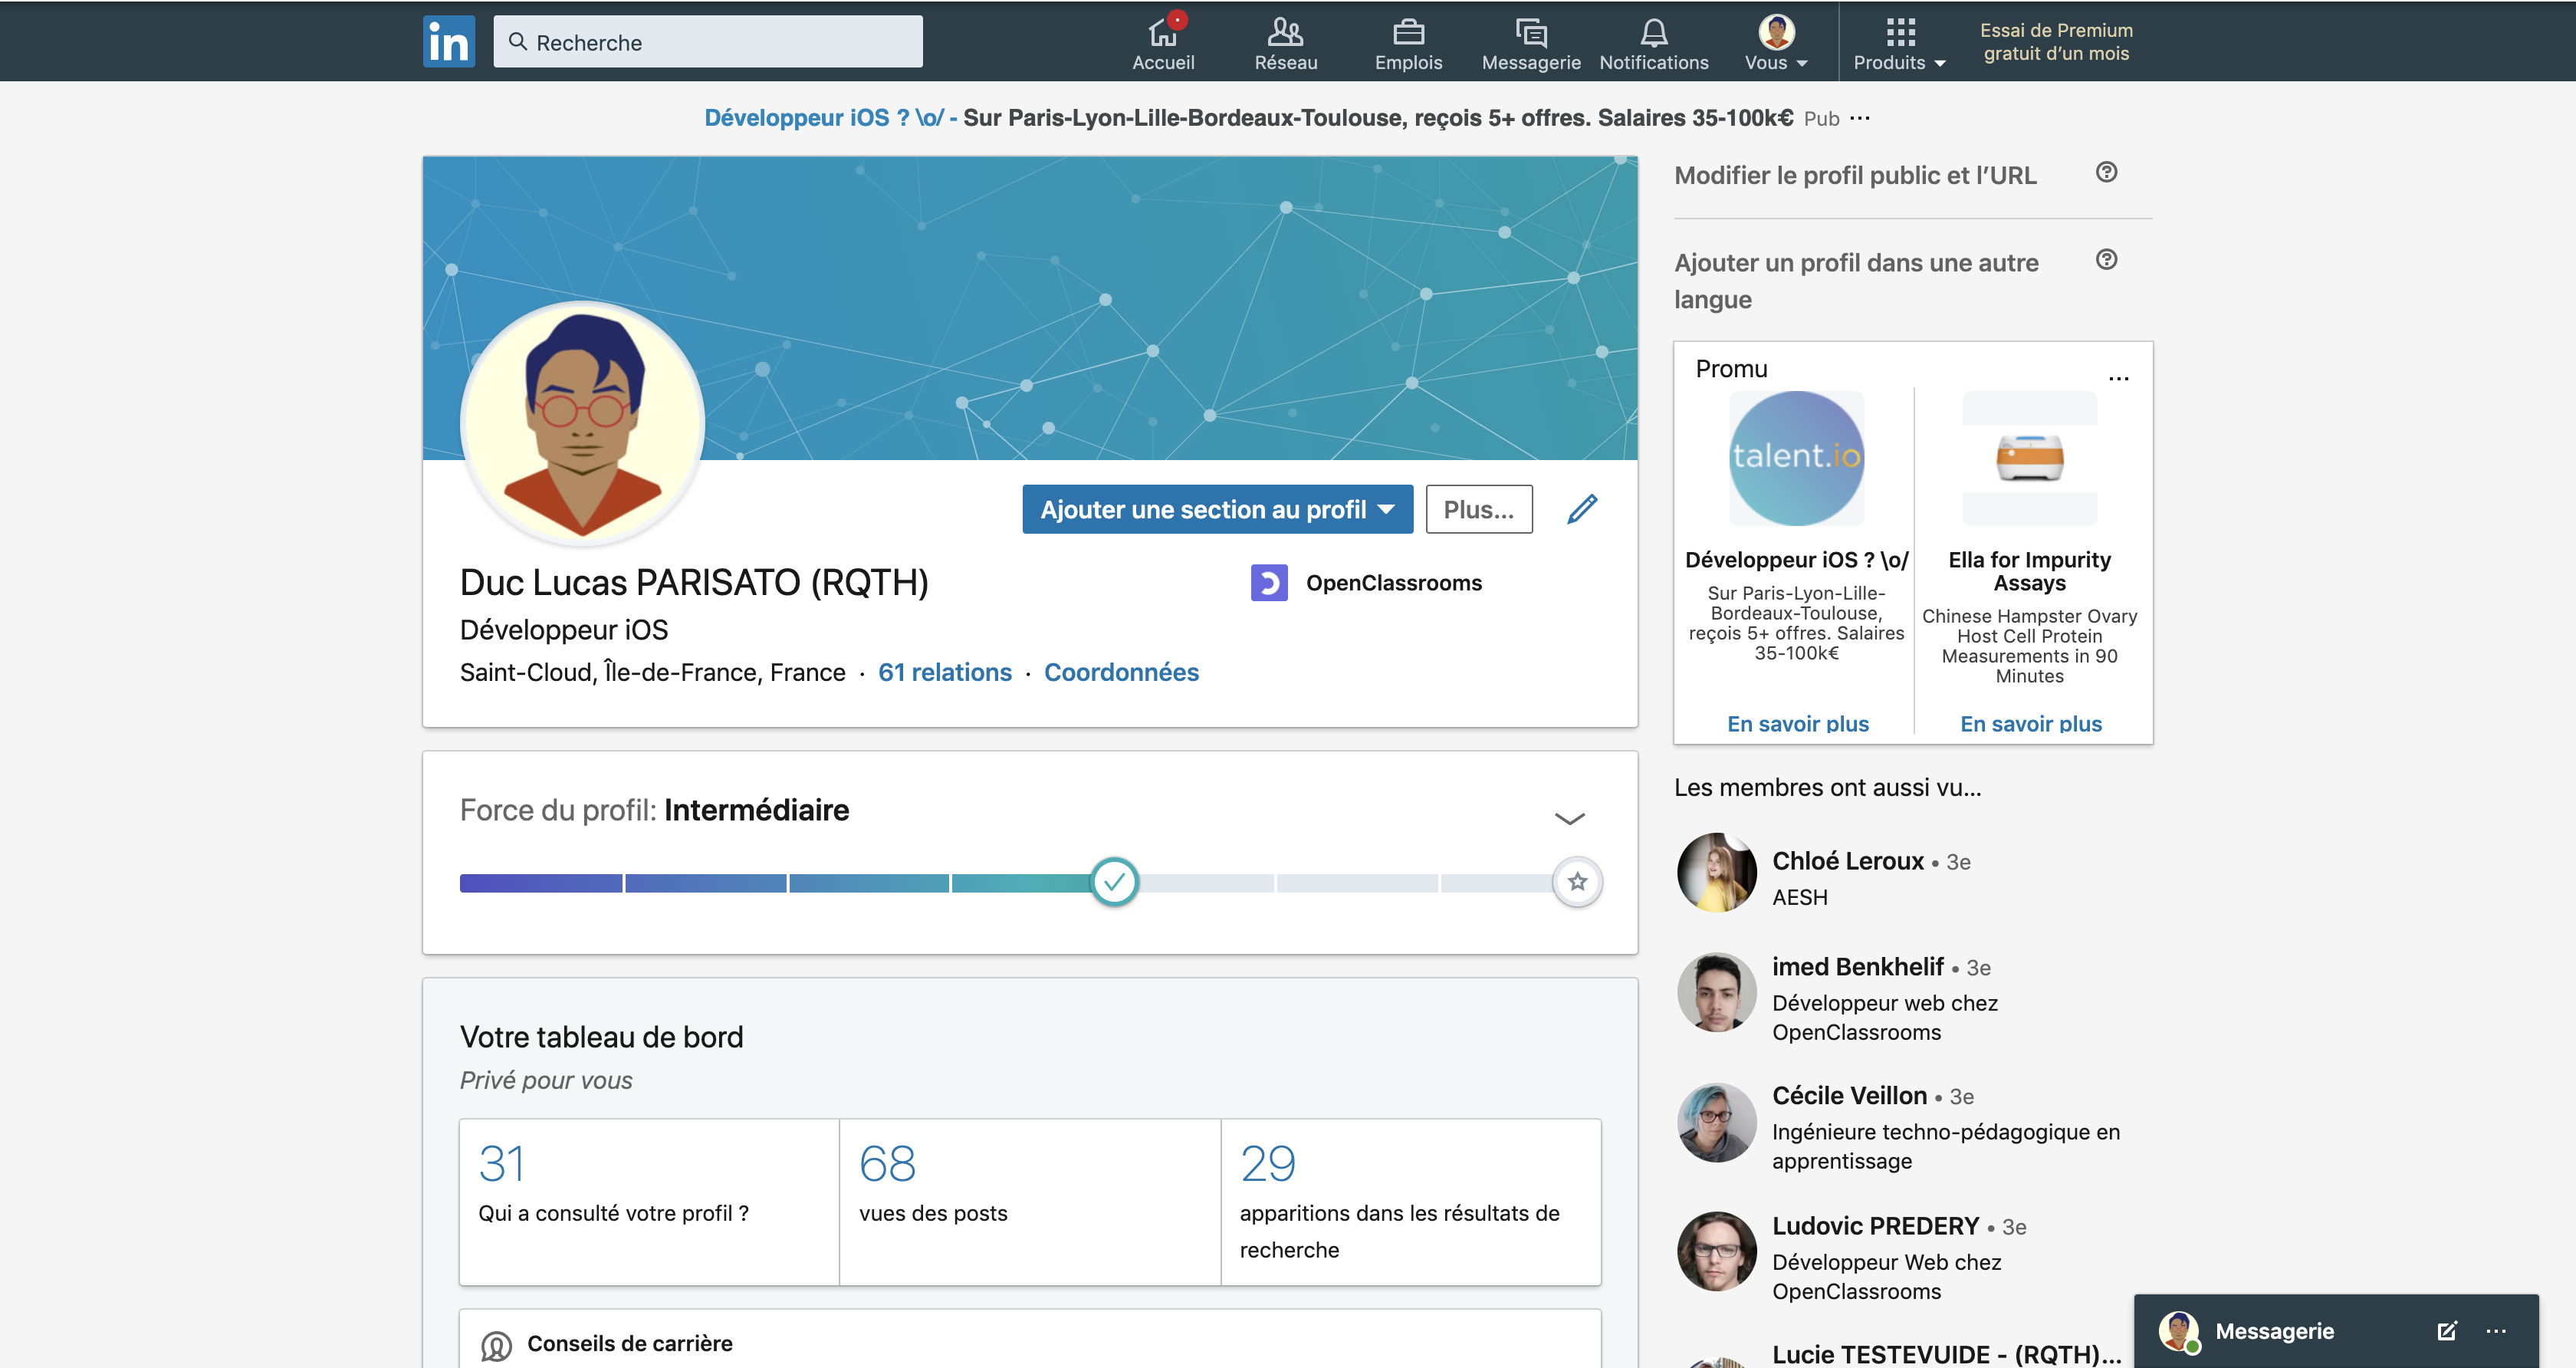 in
Recherche
Accueil
Réseau
Emplois
Messagerie
Notifications
Vous
Produits
Essai de Premium
gratuit d’un mois
Développeur iOS ? \o/ - Sur Paris-Lyon-Lille-Bordeaux-Toulouse, reçois 5+ offres. Salaires 35-100k€ Pub ...
Ajouter une section au profil
Plus...
Duc Lucas PARISATO (RQTH)
OpenClassrooms
Développeur iOS
Saint-Cloud, Île-de-France, France · 61 relations · Coordonnées
Force du profil: Intermédiaire
Votre tableau de bord
Privé pour vous
31
Qui a consulté votre profil ?
68
vues des posts
29
apparitions dans les résultats de
recherche
Conseils de carrière
Modifier le profil public et l’URL
Ajouter un profil dans une autre
langue
Promu
...
talent.io
Développeur iOS ? \o/
Sur Paris-Lyon-Lille-
Bordeaux-Toulouse,
reçois 5+ offres. Salaires
35-100k€
En savoir plus
Ella for Impurity
Assays
Chinese Hampster Ovary
Host Cell Protein
Measurements in 90
Minutes
En savoir plus
Les membres ont aussi vu...
Chloé Leroux • 3e
AESH
imed Benkhelif • 3e
Développeur web chez
OpenClassrooms
Cécile Veillon • 3e
Ingénieure techno-pédagogique en
apprentissage
Ludovic PREDERY • 3e
Développeur Web chez
OpenClassrooms
Lucie TESTEVUIDE - (RQTH)...
Messagerie
...